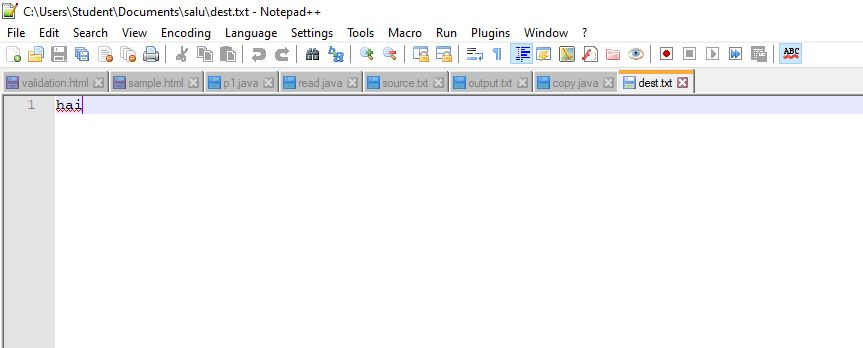 C:\Users\Student\Documents\salu\dest.txt - Notepad++
File Edit Search View Encoding Language Settings Tools Macro Run Plugins Window ?
ABC
validation.html sample.html p1.java read.java source.txt output.txt copy.java dest.txt
1 hai